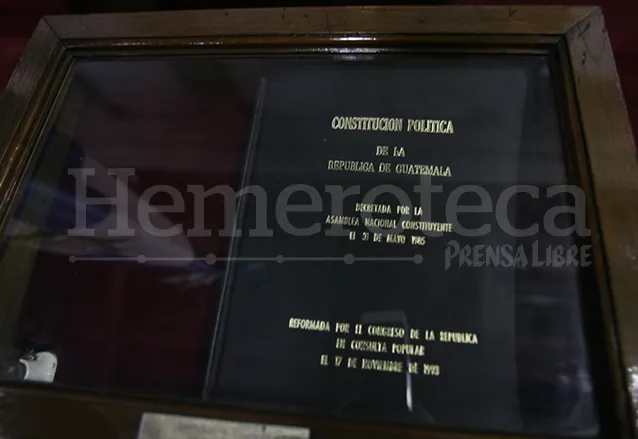 CONSTITUCION POLITICA
DE LA
REPUBLICA DE GUATEMALA
DECRETADA POR LA
ASAMBLEA NACIONAL CONSTITUYENTE
EL 31 DE MAYO 1985
Hemeroteca
PRENSA LIBRE
REFORMADA POR EL CONGRESO DE LA REPUBLICA
EN CONSULTA POPULAR
EL 17 DE NOVIEMBRE DE 1993